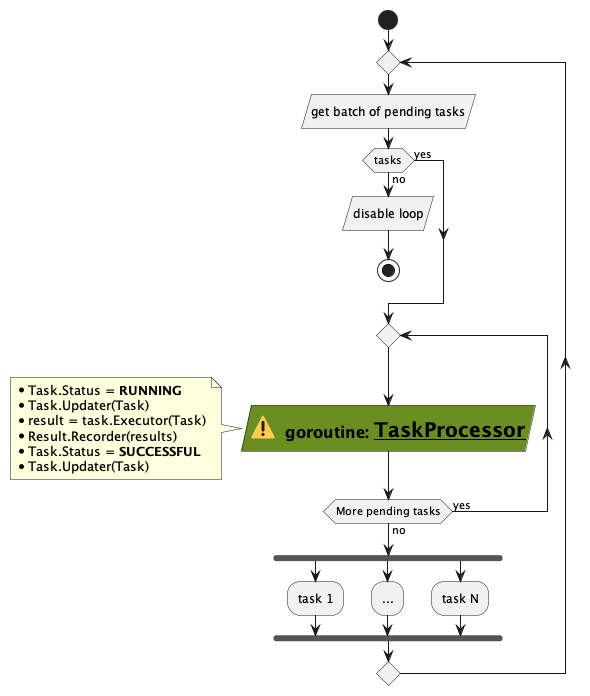 get batch of pending tasks
tasks
yes
no
disable loop
Task.Status = RUNNING
Task.Updater(Task)
result = task.Executor(Task)
Result.Recorder(results)
Task.Status = SUCCESSFUL
Task.Updater(Task)
goroutine: TaskProcessor
More pending tasks
yes
no
task 1
...
task N